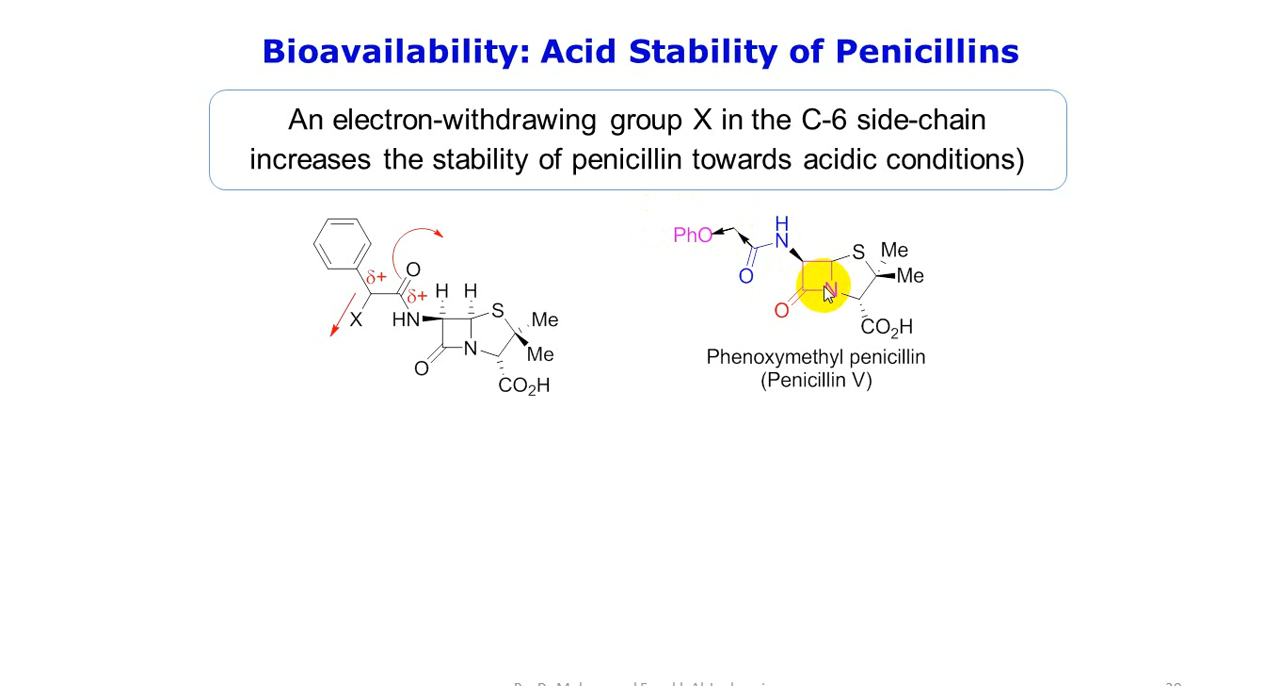 Bioavailability: Acid Stability of Penicillins
An electron-withdrawing group X in the C-6 side-chain
increases the stability of penicillin towards acidic conditions)
δ+
O
δ+
H
H
X
HN
S
Me
N
Me
O
CO2H
PhO
H
N
O
S
Me
Me
N
O
CO2H
Phenoxymethyl penicillin
(Penicillin V)